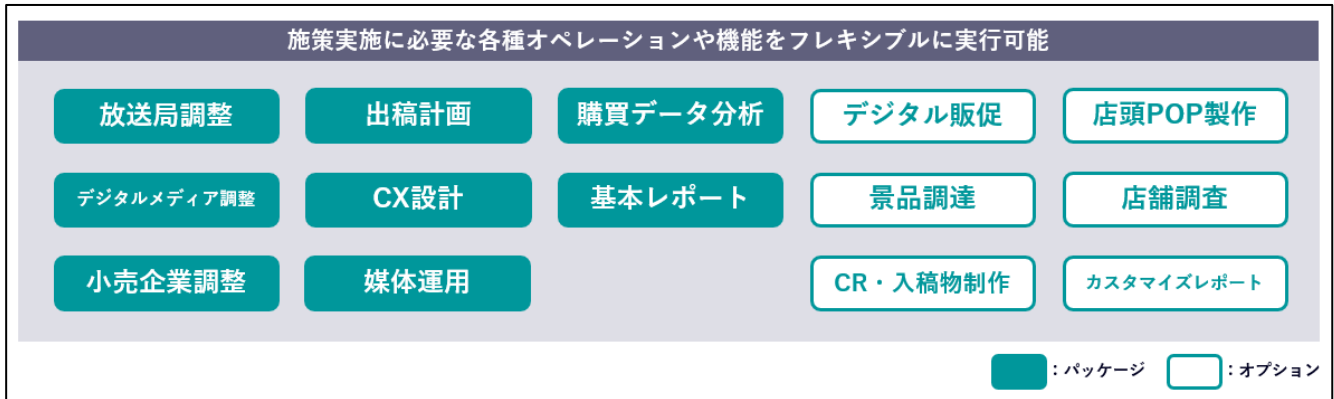 施策実施に必要な各種オペレーションや機能をフレキシブルに実行可能
放送局調整
出稿計画
購買データ分析
デジタル販促
店頭POP製作
デジタルメディア調整
CX設計
基本レポート
景品調達
店舗調査
小売企業調整
媒体運用
CR・入稿物制作
カスタマイズレポート
：パッケージ
：オプション